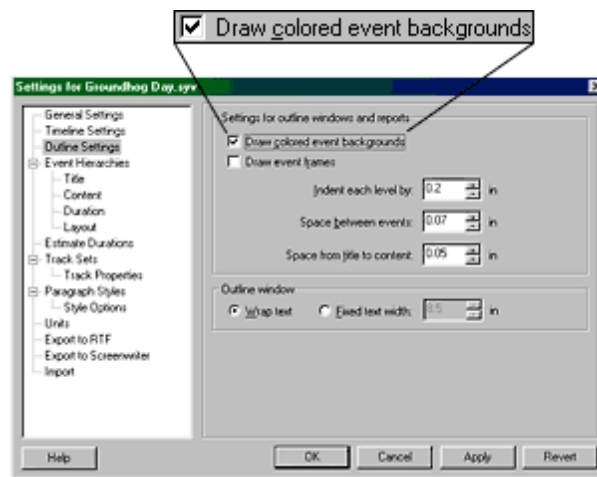 Draw colored event backgrounds
Settings for Groundhog Day.syw
General Settings
Timeline Settings
Outline Settings
Event Hierarchies
Title
Content
Duration
Layout
Estimate Durations
Track Sets
Track Properties
Paragraph Styles
Style Options
Units
Export to RTF
Export to Screenwriter
Import
Settings for outline windows and reports
Draw colored event backgrounds
Draw event frames
Indent each level by: 0.2 in
Space between events: 0.07 in
Space from title to content: 0.05 in
Outline window
Wrap text Fixed text width: 8.5 in
Help OK Cancel Apply Revert